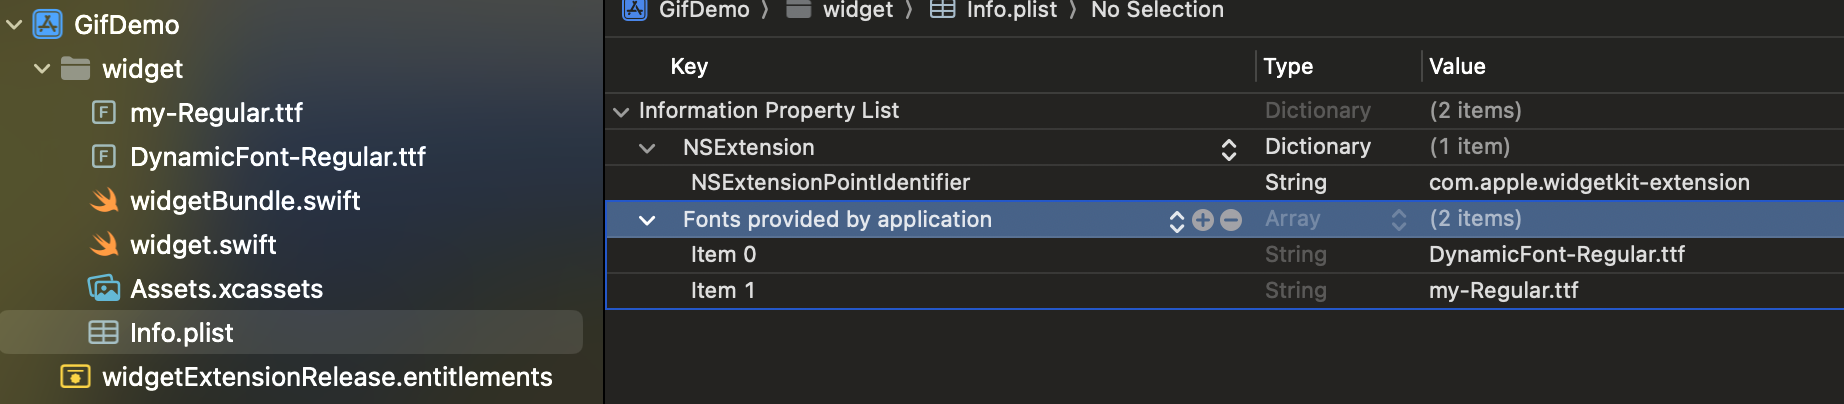 GifDemo
widget
my-Regular.ttf
DynamicFont-Regular.ttf
widgetBundle.swift
widget.swift
Assets.xcassets
Info.plist
widgetExtensionRelease.entitlements
GifDemo 〉 widget 〉 Info.plist 〉 No Selection
Key Type Value
Information Property List Dictionary (2 items)
NSExtension Dictionary (1 item)
NSExtensionPointIdentifier String com.apple.widgetkit-extension
Fonts provided by application Array (2 items)
Item 0 String DynamicFont-Regular.ttf
Item 1 String my-Regular.ttf